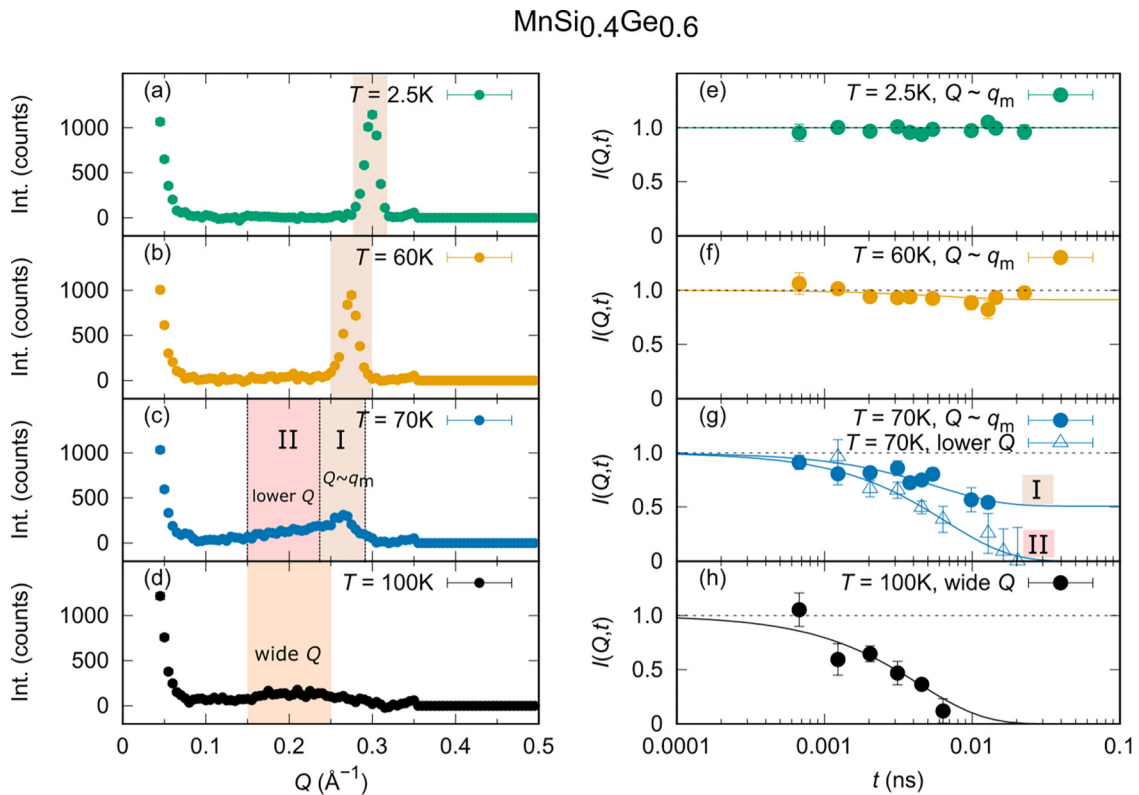 MnSi0.4Ge0.6
(a)
T = 2.5K
Int. (counts)
1000
500
0
(b)
T = 60K
Int. (counts)
1000
500
0
(c)
T = 70K
II
I
lower Q
Q~qm
Int. (counts)
1000
500
0
(d)
T = 100K
wide Q
Int. (counts)
1000
500
0
0
0.1
0.2
0.3
0.4
0.5
Q (Å−1)
(e)
T = 2.5K, Q ~ qm
I(Q,t)
1.0
0.5
0
(f)
T = 60K, Q ~ qm
I(Q,t)
1.0
0.5
0
(g)
T = 70K, Q ~ qm
T = 70K, lower Q
I
II
I(Q,t)
1.0
0.5
0
(h)
T = 100K, wide Q
I(Q,t)
1.0
0.5
0
0.0001
0.001
0.01
0.1
t (ns)